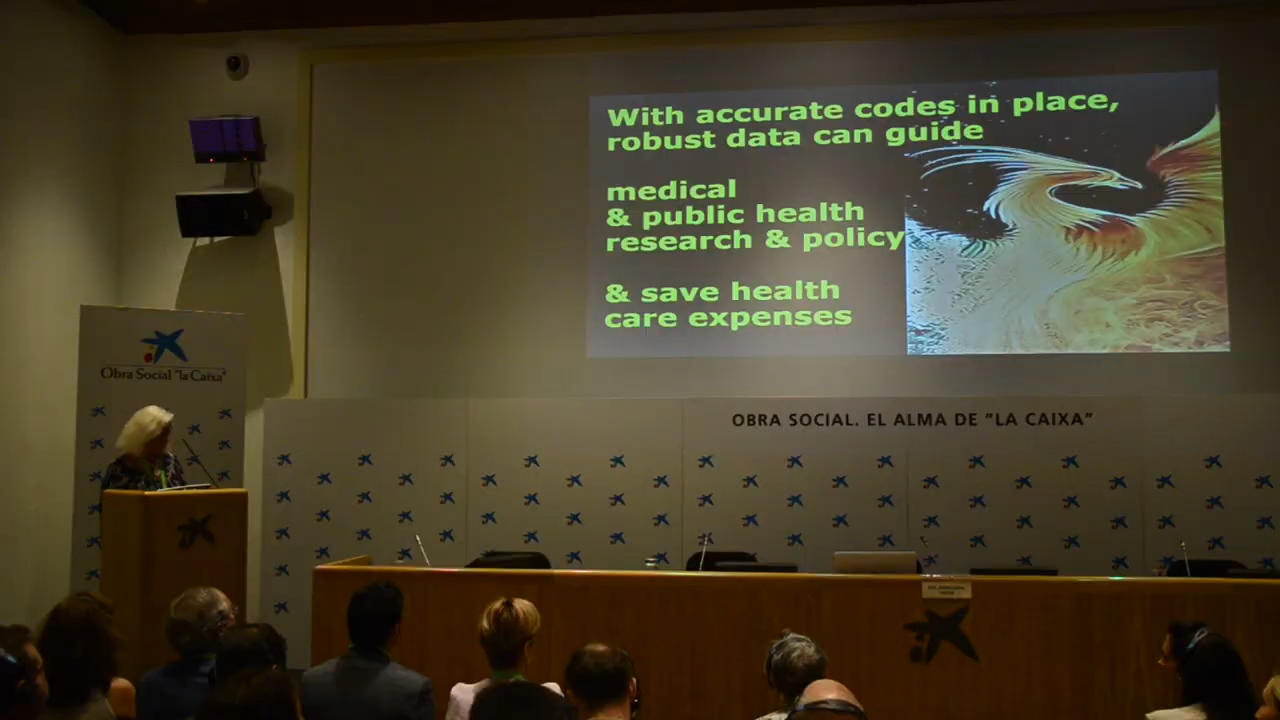 With accurate codes in place,
robust data can guide
medical
& public health
research & policy
& save health
care expenses
Obra Social "la Caixa"
OBRA SOCIAL. EL ALMA DE "LA CAIXA"